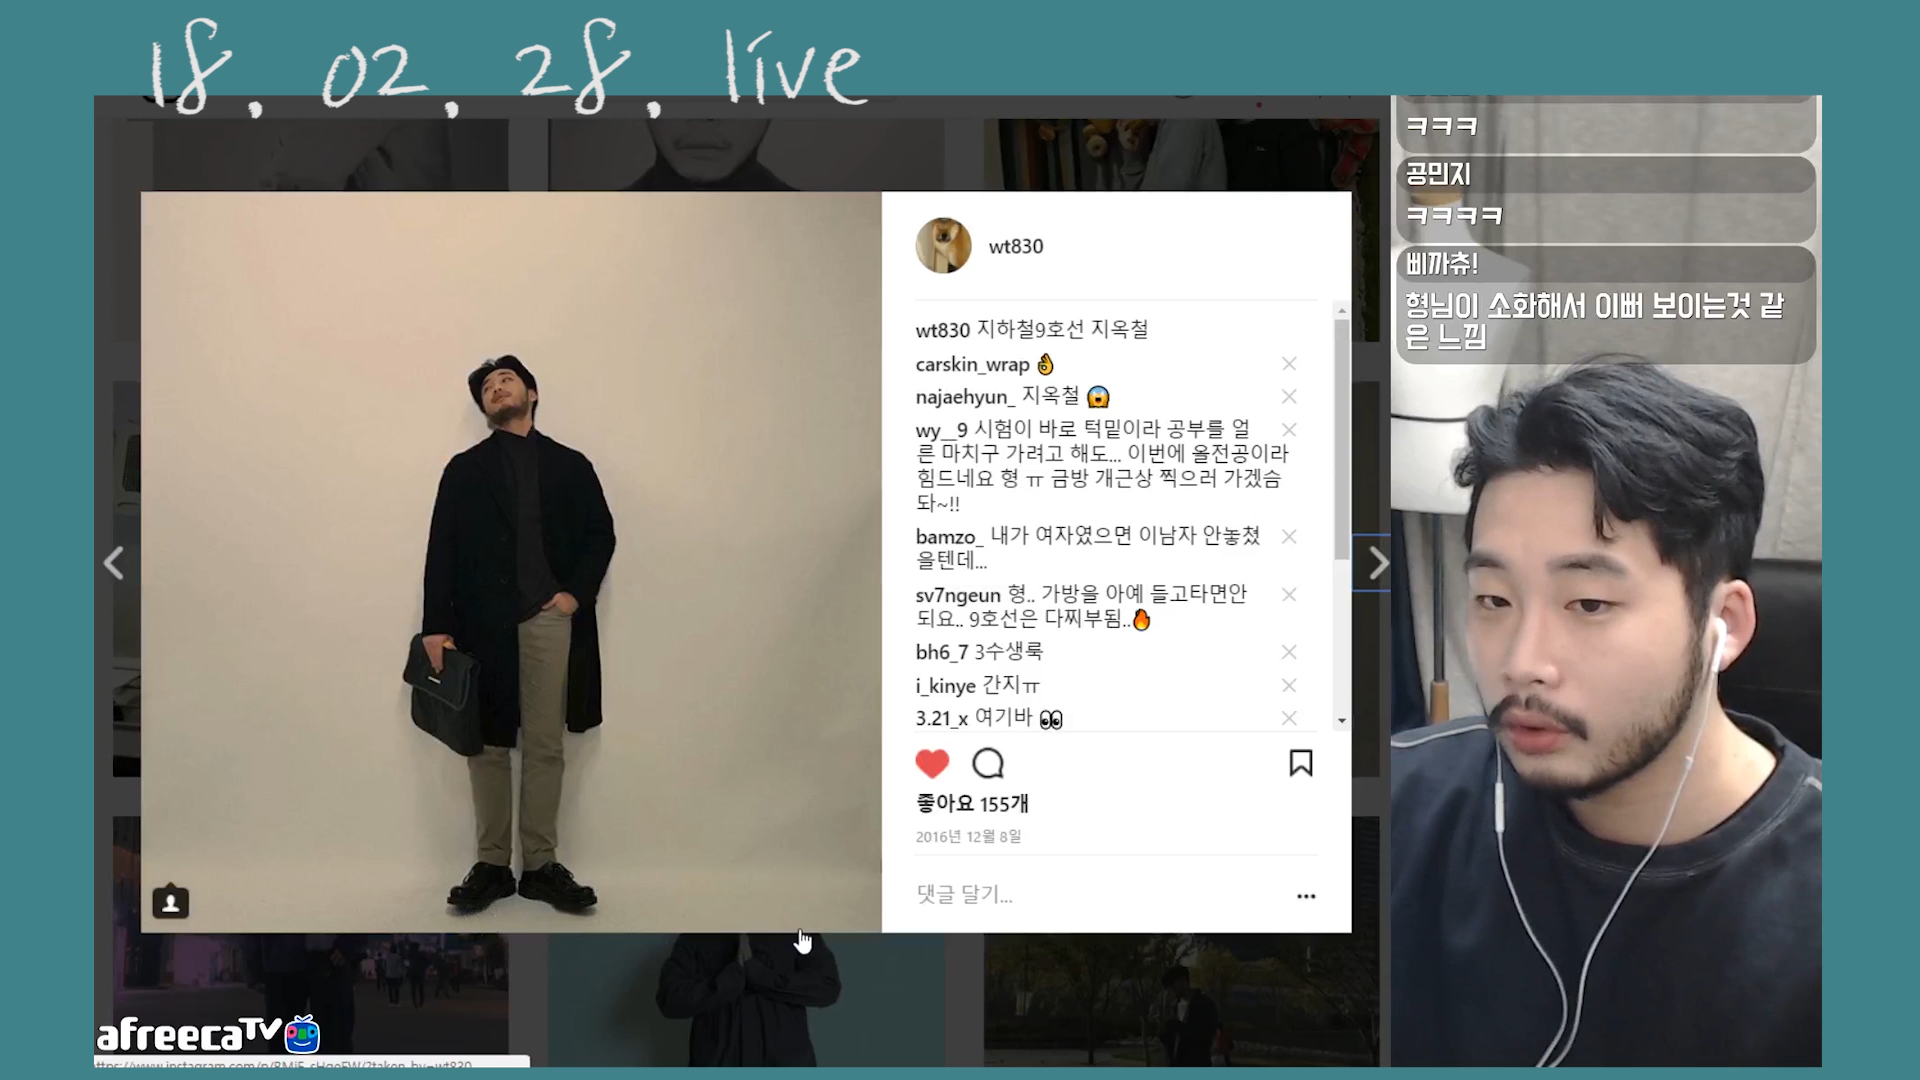 18. 02. 28. live
ㅋㅋㅋ
공민지
ㅋㅋㅋㅋ
삐까츄!
형님이 소화해서 이뻐 보이는것 같
은 느낌
wt830
wt830 지하철9호선 지옥철
carskin_wrap 👌
najaehyun_ 지옥철 😱
wy__9 시험이 바로 턱밑이라 공부를 얼
른 마치구 가려고 해도... 이번에 올전공이라
힘드네요 형 ㅠ 금방 개근상 찍으러 가겠슴
돠~!!
bamzo_ 내가 여자였으면 이남자 안놓쳤
을텐데...
sv7ngeun 형.. 가방을 아예 들고타면안
되요.. 9호선은 다찌부됨..🔥
bh6_7 3수생룩
i_kinye 간지ㅠ
3.21_x 여기바 👀
좋아요 155개
2016년 12월 8일
댓글 달기...
afreecaTV